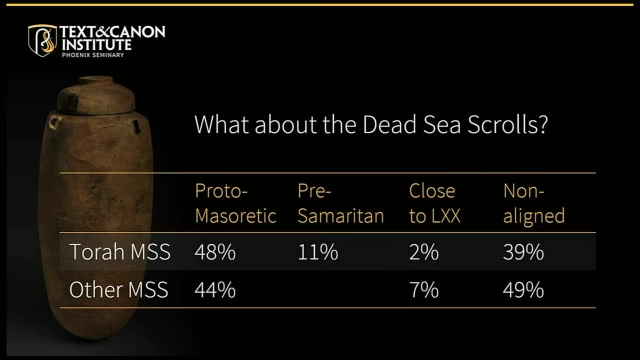 TEXT&CANON
INSTITUTE
PHOENIX SEMINARY
What about the Dead Sea Scrolls?
Proto-
Masoretic
Pre-
Samaritan
Close
to LXX
Non-
aligned
Torah MSS 48% 11% 2% 39%
Other MSS 44% 7% 49%